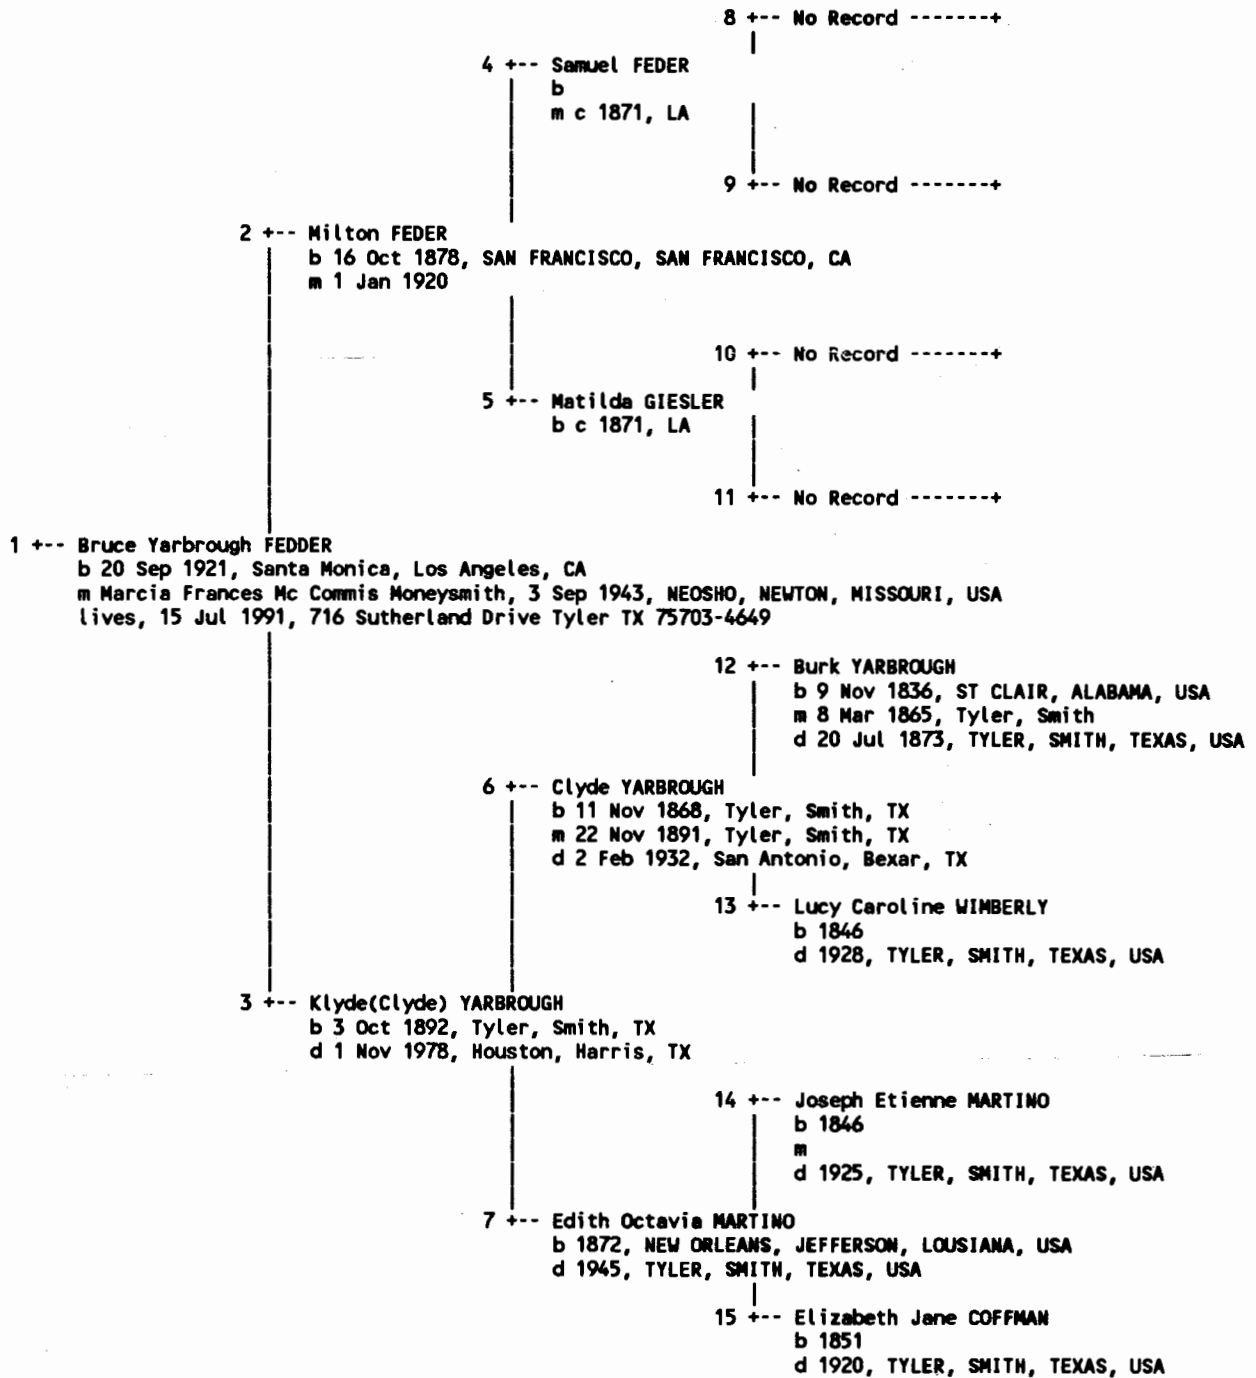 8 +-- No Record -------+
4 +-- Samuel FEDER
b
m c 1871, LA
9 +-- No Record -------+
2 +-- Milton FEDER
b 16 Oct 1878, SAN FRANCISCO, SAN FRANCISCO, CA
m 1 Jan 1920
10 +-- No Record -------+
5 +-- Matilda GIESLER
b c 1871, LA
11 +-- No Record -------+
1 +-- Bruce Yarbrough FEDDER
b 20 Sep 1921, Santa Monica, Los Angeles, CA
m Marcia Frances Mc Commis Moneysmith, 3 Sep 1943, NEOSHO, NEWTON, MISSOURI, USA
lives, 15 Jul 1991, 716 Sutherland Drive Tyler TX 75703-4649
12 +-- Burk YARBROUGH
b 9 Nov 1836, ST CLAIR, ALABAMA, USA
m 8 Mar 1865, Tyler, Smith
d 20 Jul 1873, TYLER, SMITH, TEXAS, USA
6 +-- Clyde YARBROUGH
b 11 Nov 1868, Tyler, Smith, TX
m 22 Nov 1891, Tyler, Smith, TX
d 2 Feb 1932, San Antonio, Bexar, TX
13 +-- Lucy Caroline WIMBERLY
b 1846
d 1928, TYLER, SMITH, TEXAS, USA
3 +-- Klyde(Clyde) YARBROUGH
b 3 Oct 1892, Tyler, Smith, TX
d 1 Nov 1978, Houston, Harris, TX
14 +-- Joseph Etienne MARTINO
b 1846
m
d 1925, TYLER, SMITH, TEXAS, USA
7 +-- Edith Octavia MARTINO
b 1872, NEW ORLEANS, JEFFERSON, LOUSIANA, USA
d 1945, TYLER, SMITH, TEXAS, USA
15 +-- Elizabeth Jane COFFMAN
b 1851
d 1920, TYLER, SMITH, TEXAS, USA